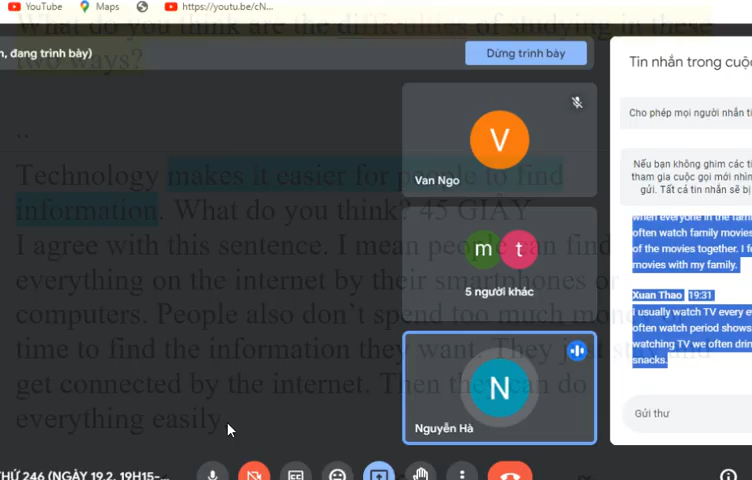 YouTube
Maps
https://youtu.be/cN...
What do you think are the difficulties of studying in these
two ways?
n, đang trình bày)
Dừng trình bày
Tin nhắn trong cuộc
Cho phép mọi người nhắn ti
..
Van Ngo
V
Nếu bạn không ghim các ti
tham gia cuộc gọi mới nhìn
gửi. Tất cả tin nhắn sẽ bị
Technology makes it easier for people to find
information. What do you think? 45 GIÂY
I agree with this sentence. I mean people can find
everything on the internet by their smartphones or
computers. People also don't spend too much money or
time to find the information they want. They just stay and
get connected by the internet. Then they can do
everything easily.
m t
5 người khác
N
Nguyễn Hà
when everyone in the fam
often watch family movies
of the movies together. I f
movies with my family.
Xuan Thao 19:31
I usually watch TV every e
often watch period shows
watching TV we often drin
snacks.
Gửi thư
THỨ 246 (NGÀY 19.2, 19H15-...